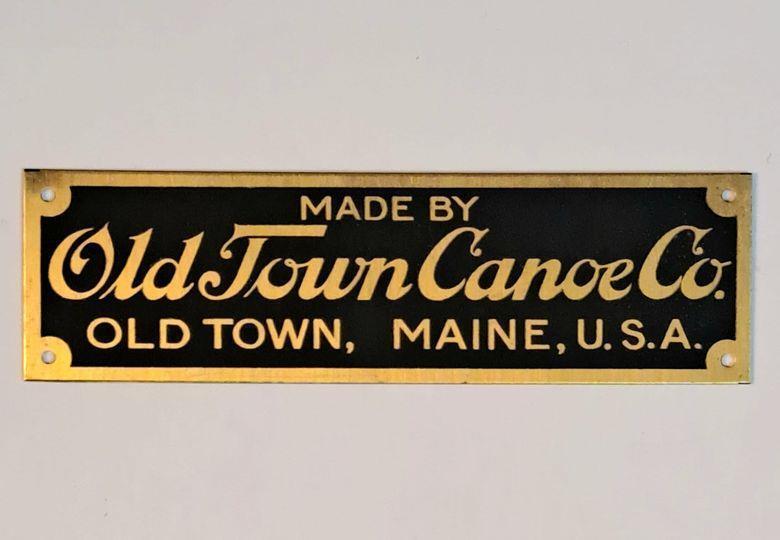 MADE BY
Old Town Canoe Co.
OLD TOWN, MAINE, U.S.A.